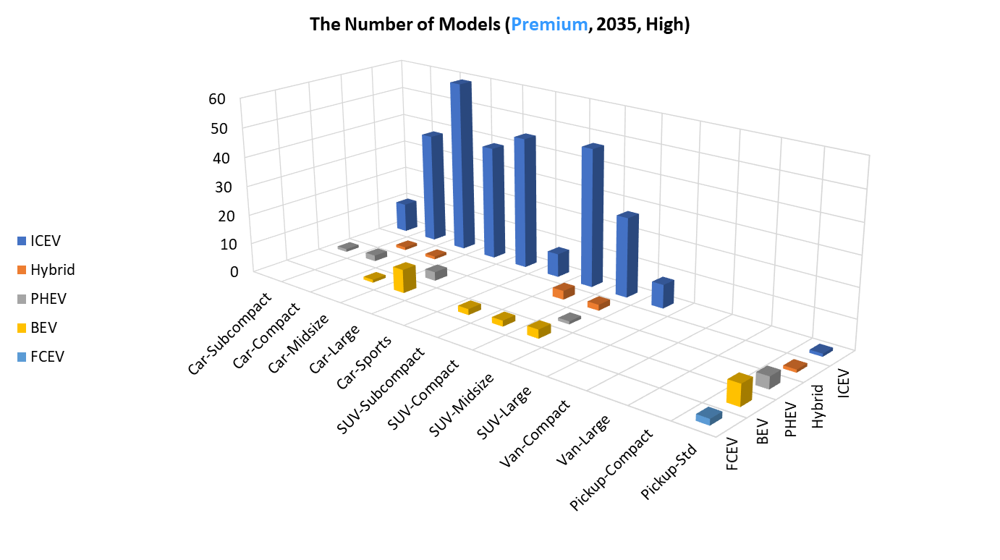 The Number of Models (Premium, 2035, High)
60
50
40
30
20
10
0
ICEV
Hybrid
PHEV
BEV
FCEV
Car-Subcompact
Car-Compact
Car-Midsize
Car-Large
Car-Sports
SUV-Subcompact
SUV-Compact
SUV-Midsize
SUV-Large
Van-Compact
Van-Large
Pickup-Compact
Pickup-Std
FCEV
BEV
PHEV
Hybrid
ICEV